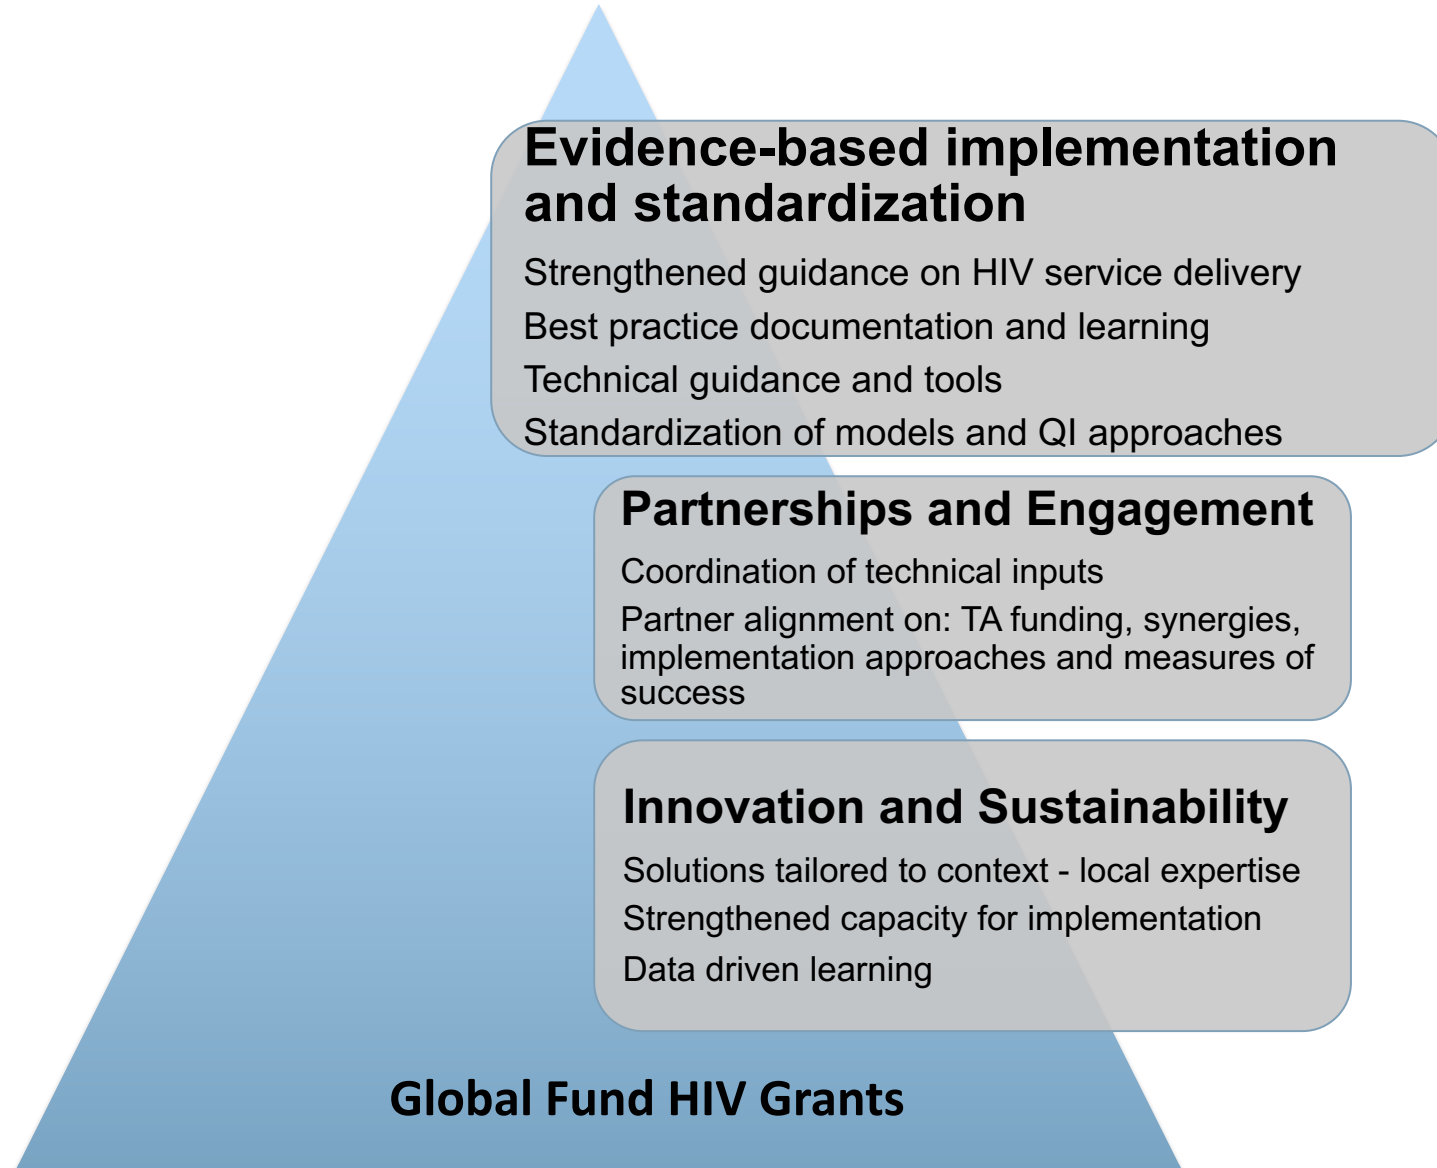 Evidence-based implementation
and standardization
Strengthened guidance on HIV service delivery
Best practice documentation and learning
Technical guidance and tools
Standardization of models and QI approaches
Partnerships and Engagement
Coordination of technical inputs
Partner alignment on: TA funding, synergies,
implementation approaches and measures of
success
Innovation and Sustainability
Solutions tailored to context - local expertise
Strengthened capacity for implementation
Data driven learning
Global Fund HIV Grants